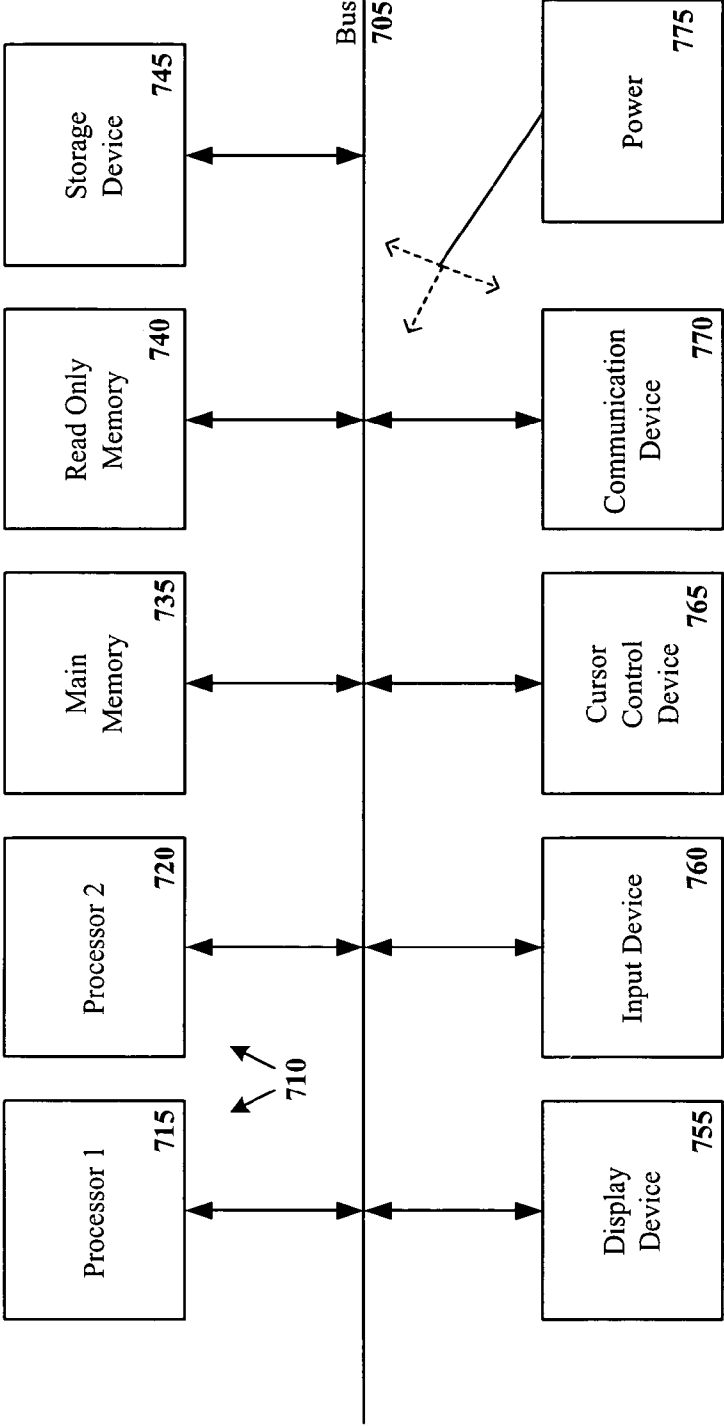 Processor 1
715
Processor 2
720
Main
Memory
735
Read Only
Memory
740
Storage
Device
745
710
Bus
705
Display
Device
755
Input Device
760
Cursor
Control
Device
765
Communication
Device
770
Power
775